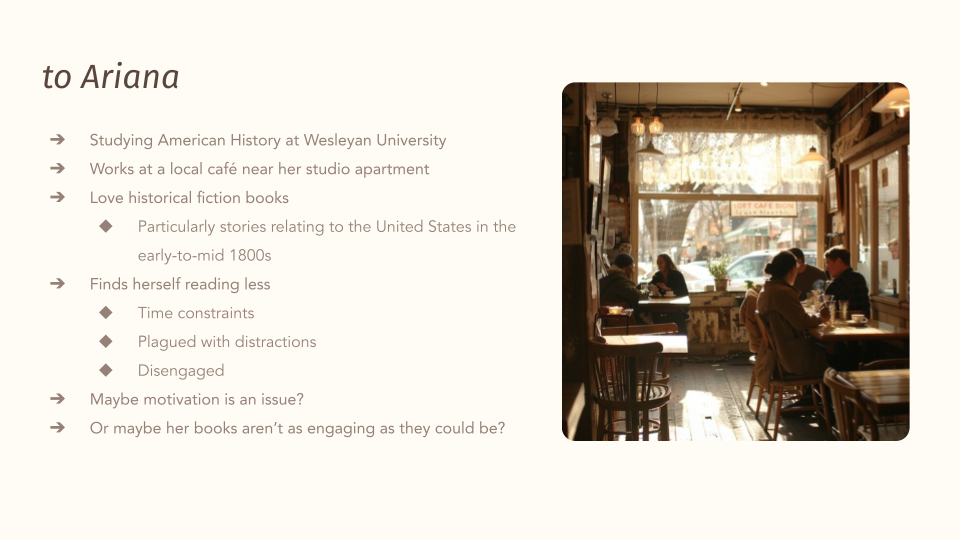 to Ariana
➔ Studying American History at Wesleyan University
➔ Works at a local café near her studio apartment
➔ Love historical fiction books
◆ Particularly stories relating to the United States in the
early-to-mid 1800s
➔ Finds herself reading less
◆ Time constraints
◆ Plagued with distractions
◆ Disengaged
➔ Maybe motivation is an issue?
➔ Or maybe her books aren’t as engaging as they could be?